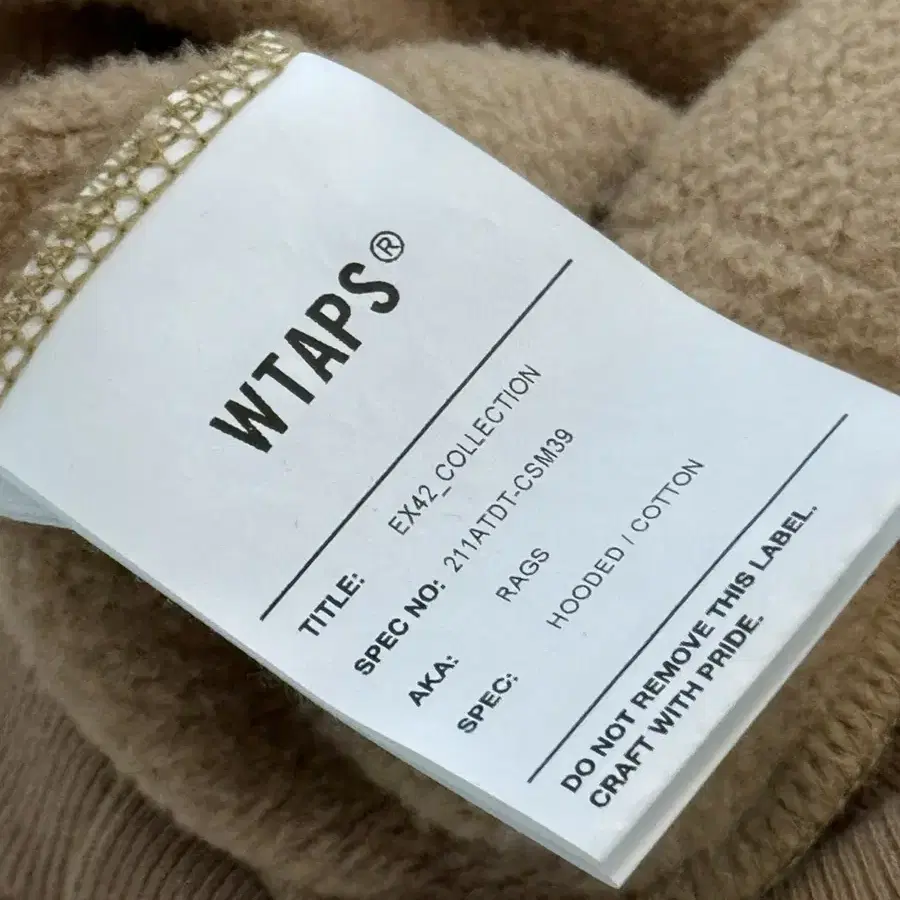 WTAPS®
TITLE: EX42_COLLECTION
SPEC NO: 211ATDT-CSM39
AKA: RAGS
SPEC: HOODED / COTTON
DO NOT REMOVE THIS LABEL.
CRAFT WITH PRIDE.